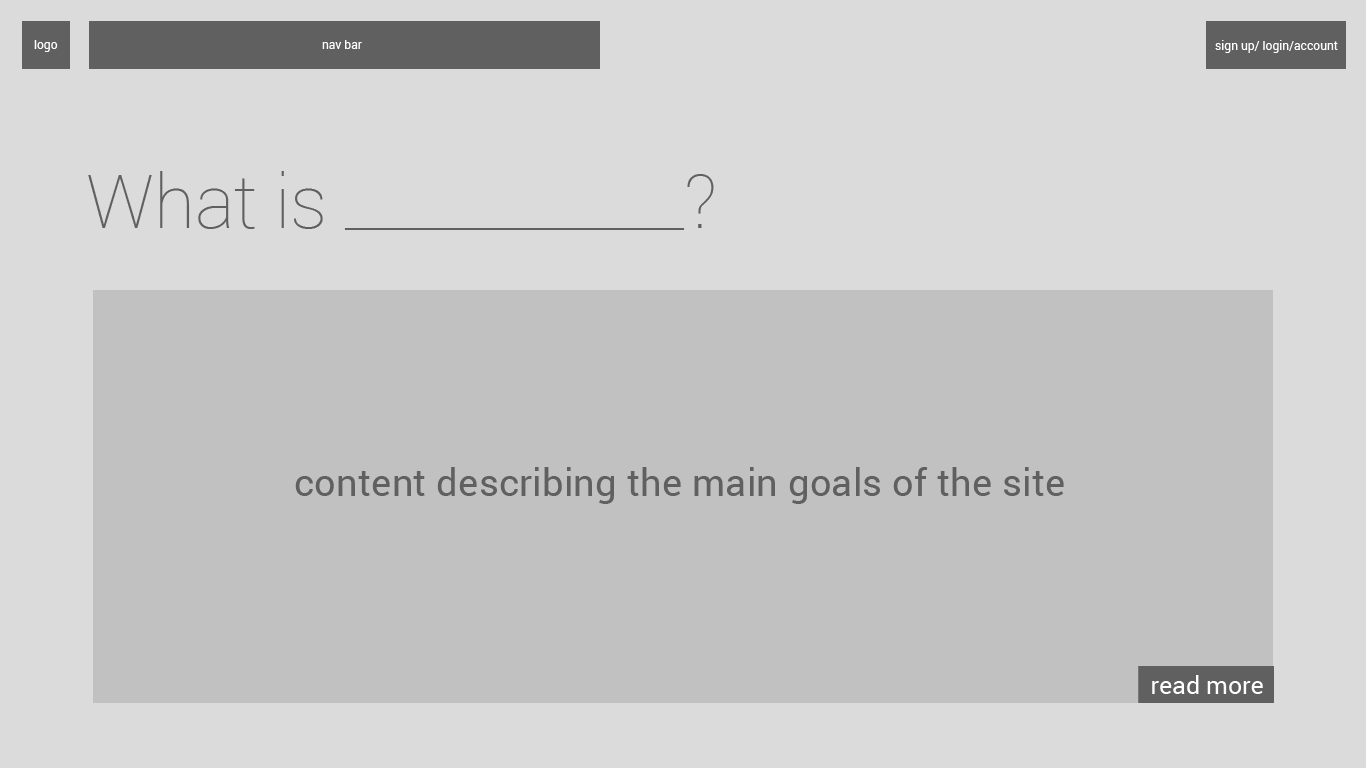 logo
nav bar
sign up/ login/account
What is _______________?
content describing the main goals of the site
read more